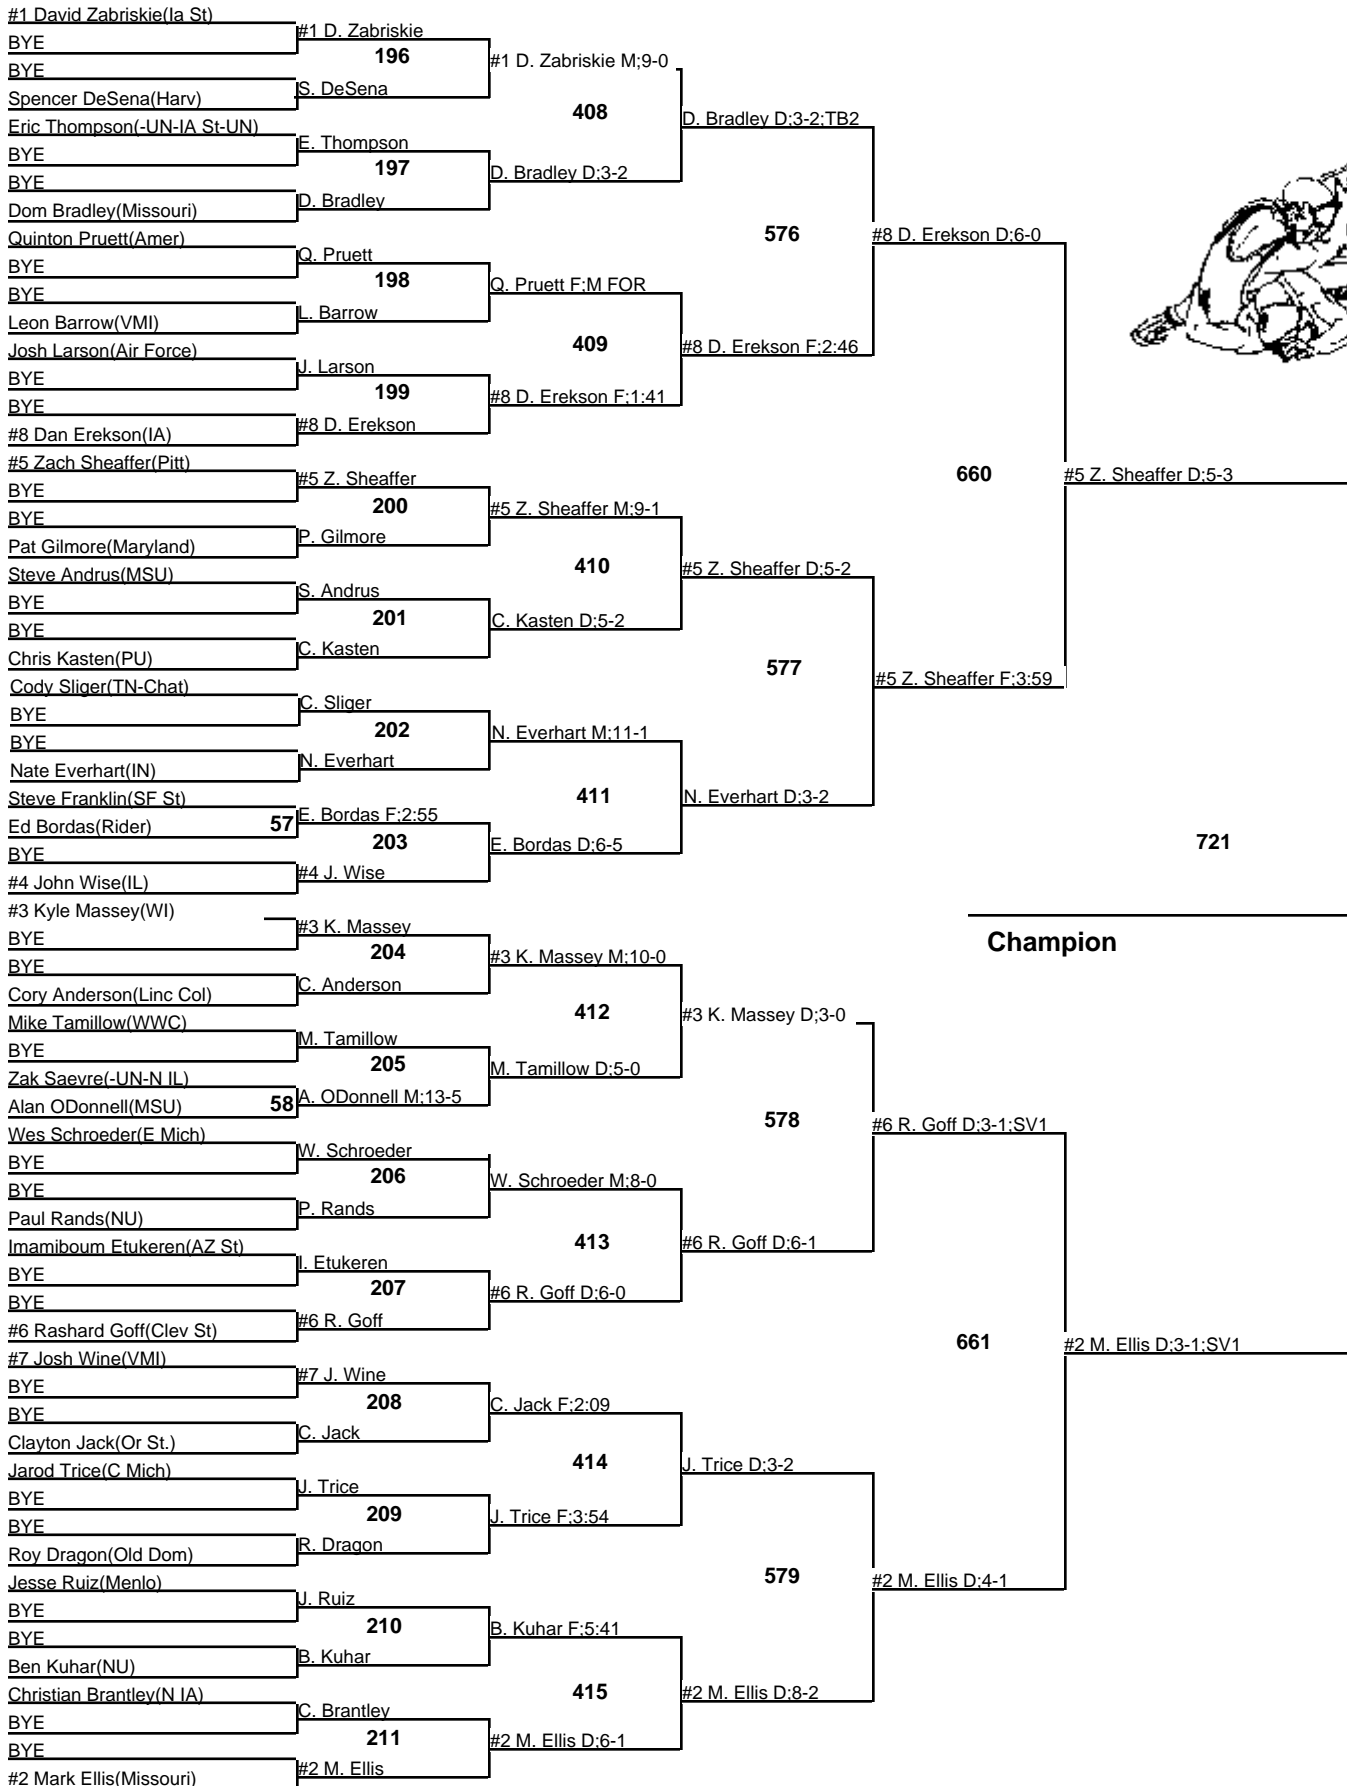 #1 David Zabriskie(Ia St)
BYE
BYE
Spencer DeSena(Harv)
Eric Thompson(-UN-IA St-UN)
BYE
BYE
Dom Bradley(Missouri)
Quinton Pruett(Amer)
BYE
BYE
Leon Barrow(VMI)
Josh Larson(Air Force)
BYE
BYE
#8 Dan Erekson(IA)
#5 Zach Sheaffer(Pitt)
BYE
BYE
Pat Gilmore(Maryland)
Steve Andrus(MSU)
BYE
BYE
Chris Kasten(PU)
Cody Sliger(TN-Chat)
BYE
BYE
Nate Everhart(IN)
Steve Franklin(SF St)
Ed Bordas(Rider) 57
BYE
#4 John Wise(IL)
#3 Kyle Massey(WI)
BYE
BYE
Cory Anderson(Linc Col)
Mike Tamillow(WWC)
BYE
Zak Saevre(-UN-N IL)
Alan ODonnell(MSU) 58
Wes Schroeder(E Mich)
BYE
BYE
Paul Rands(NU)
Imamiboum Etukeren(AZ St)
BYE
BYE
#6 Rashard Goff(Clev St)
#7 Josh Wine(VMI)
BYE
BYE
Clayton Jack(Or St.)
Jarod Trice(C Mich)
BYE
BYE
Roy Dragon(Old Dom)
Jesse Ruiz(Menlo)
BYE
BYE
Ben Kuhar(NU)
Christian Brantley(N IA)
BYE
BYE
#2 Mark Ellis(Missouri)
#1 D. Zabriskie
196
S. DeSena
E. Thompson
197
D. Bradley
Q. Pruett
198
L. Barrow
J. Larson
199
#8 D. Erekson
#5 Z. Sheaffer
200
P. Gilmore
S. Andrus
201
C. Kasten
C. Sliger
202
N. Everhart
E. Bordas F;2:55
203
#4 J. Wise
#3 K. Massey
204
C. Anderson
M. Tamillow
205
A. ODonnell M;13-5
W. Schroeder
206
P. Rands
I. Etukeren
207
#6 R. Goff
#7 J. Wine
208
C. Jack
J. Trice
209
R. Dragon
J. Ruiz
210
B. Kuhar
C. Brantley
211
#2 M. Ellis
#1 D. Zabriskie M;9-0
408
D. Bradley D;3-2
Q. Pruett F;M FOR
409
#8 D. Erekson F;1:41
#5 Z. Sheaffer M;9-1
410
C. Kasten D;5-2
N. Everhart M;11-1
411
E. Bordas D;6-5
#3 K. Massey M;10-0
412
M. Tamillow D;5-0
W. Schroeder M;8-0
413
#6 R. Goff D;6-0
C. Jack F;2:09
414
J. Trice F;3:54
B. Kuhar F;5:41
415
#2 M. Ellis D;6-1
D. Bradley D;3-2;TB2
576
#8 D. Erekson F;2:46
#5 Z. Sheaffer D;5-2
577
N. Everhart D;3-2
#3 K. Massey D;3-0
578
#6 R. Goff D;6-1
J. Trice D;3-2
579
#2 M. Ellis D;8-2
#8 D. Erekson D;6-0
660
#5 Z. Sheaffer F;3:59
#6 R. Goff D;3-1;SV1
661
#2 M. Ellis D;4-1
#5 Z. Sheaffer D;5-3
721
#2 M. Ellis D;3-1;SV1
Champion